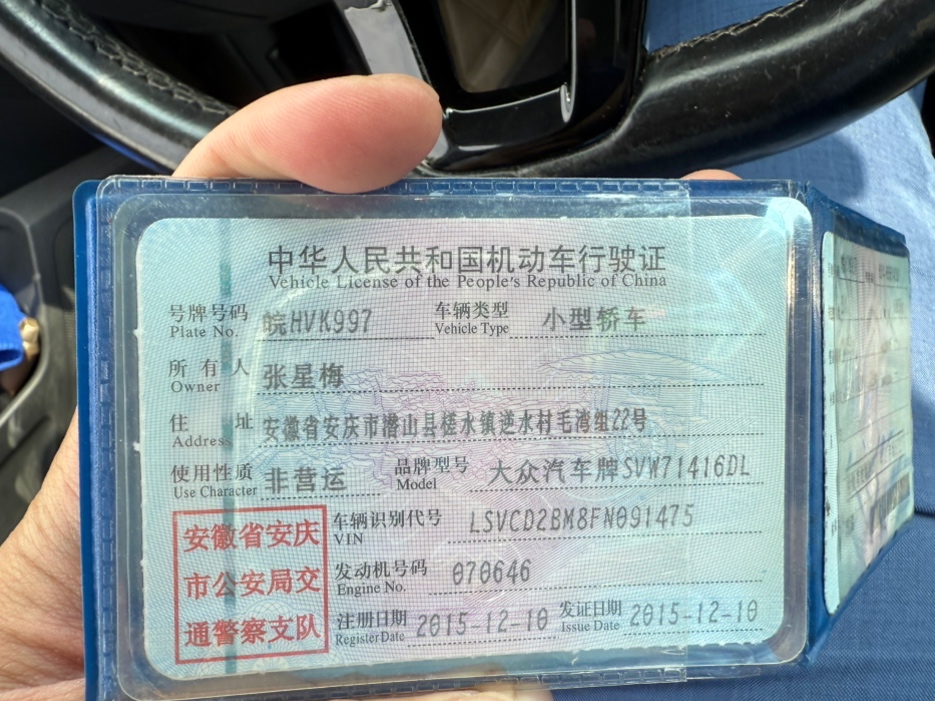 中华人民共和国机动车行驶证
Vehicle License of the People's Republic of China
号牌号码 皖HVK997 车辆类型 小型轿车
Plate No. Vehicle Type
所有人 张星梅
Owner
住址 安徽省安庆市潜山县槎水镇逆水村毛湾组22号
Address
使用性质 非营运 品牌型号 大众汽车牌SVW71416DL
Use Character Model
安徽省安庆 车辆识别代号 LSVCD2BM8FN091475
VIN
市公安局交 发动机号码 070646
Engine No.
通警察支队 注册日期 2015-12-10 发证日期 2015-12-10
Register Date Issue Date